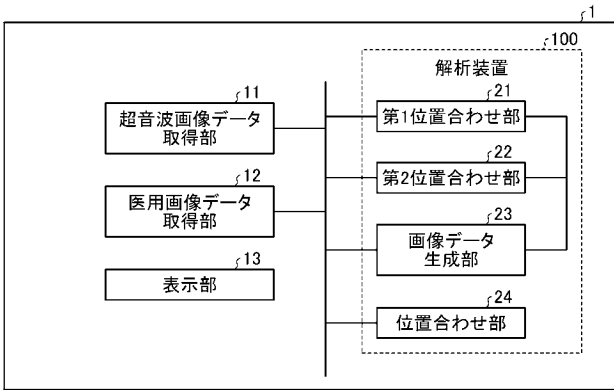 1
100
解析装置
11
超音波画像データ
取得部
12
医用画像データ
取得部
13
表示部
21
第1位置合わせ部
22
第2位置合わせ部
23
画像データ
生成部
24
位置合わせ部